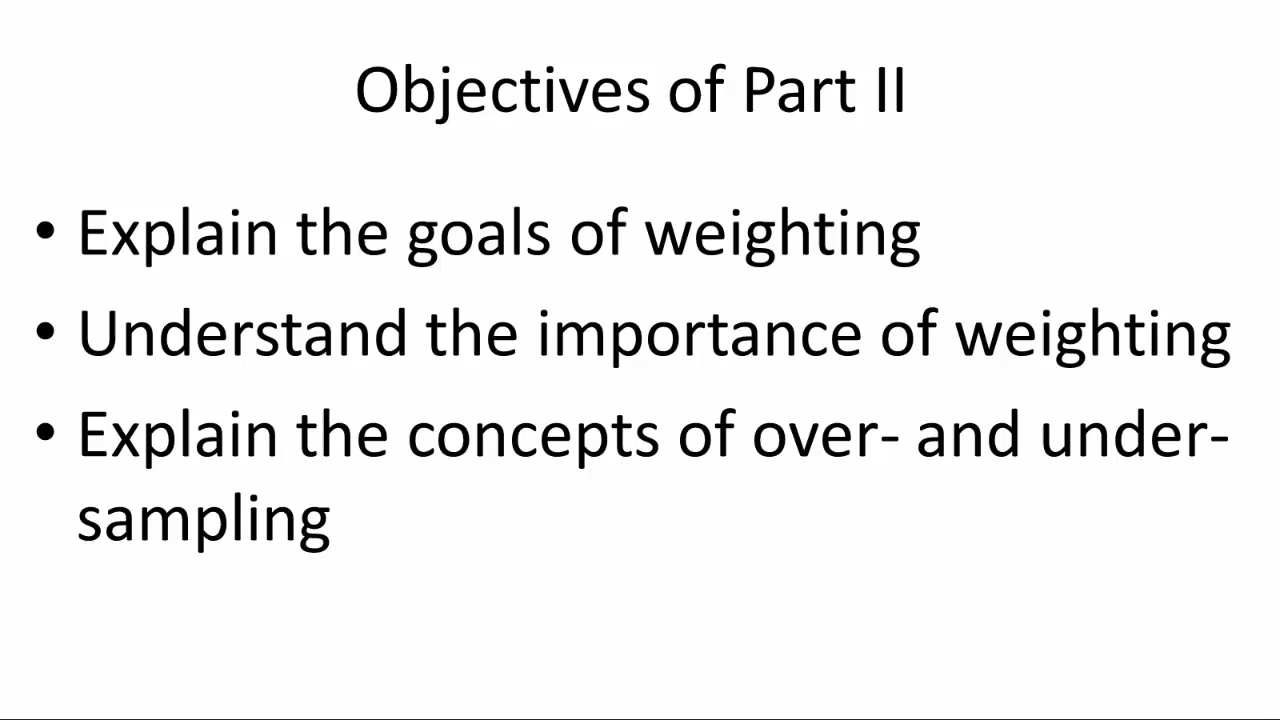 Objectives of Part II
• Explain the goals of weighting
• Understand the importance of weighting
• Explain the concepts of over- and under-
sampling